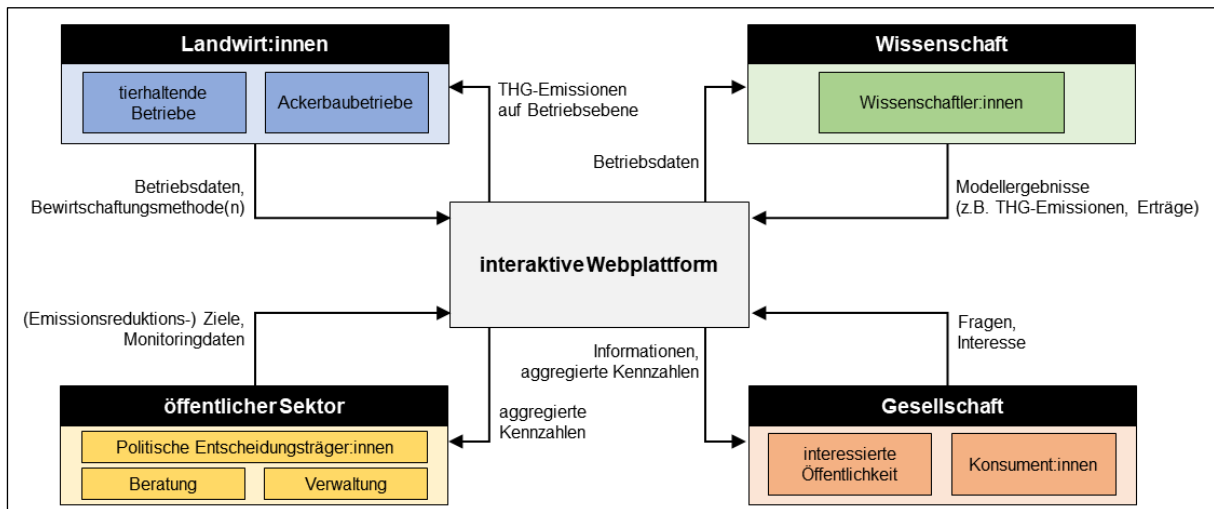 Landwirt:innen
tierhaltende
Betriebe
Ackerbaubetriebe
THG-Emissionen
auf Betriebsebene
Wissenschaft
Wissenschaftler:innen
Betriebsdaten
Betriebsdaten,
Bewirtschaftungsmethode(n)
Modellergebnisse
(z.B. THG-Emissionen, Erträge)
interaktive Webplattform
(Emissionsreduktions-) Ziele,
Monitoringdaten
Fragen,
Interesse
Informationen,
aggregierte Kennzahlen
öffentlicher Sektor
Politische Entscheidungsträger:innen
Beratung
Verwaltung
aggregierte
Kennzahlen
Gesellschaft
interessierte
Öffentlichkeit
Konsument:innen